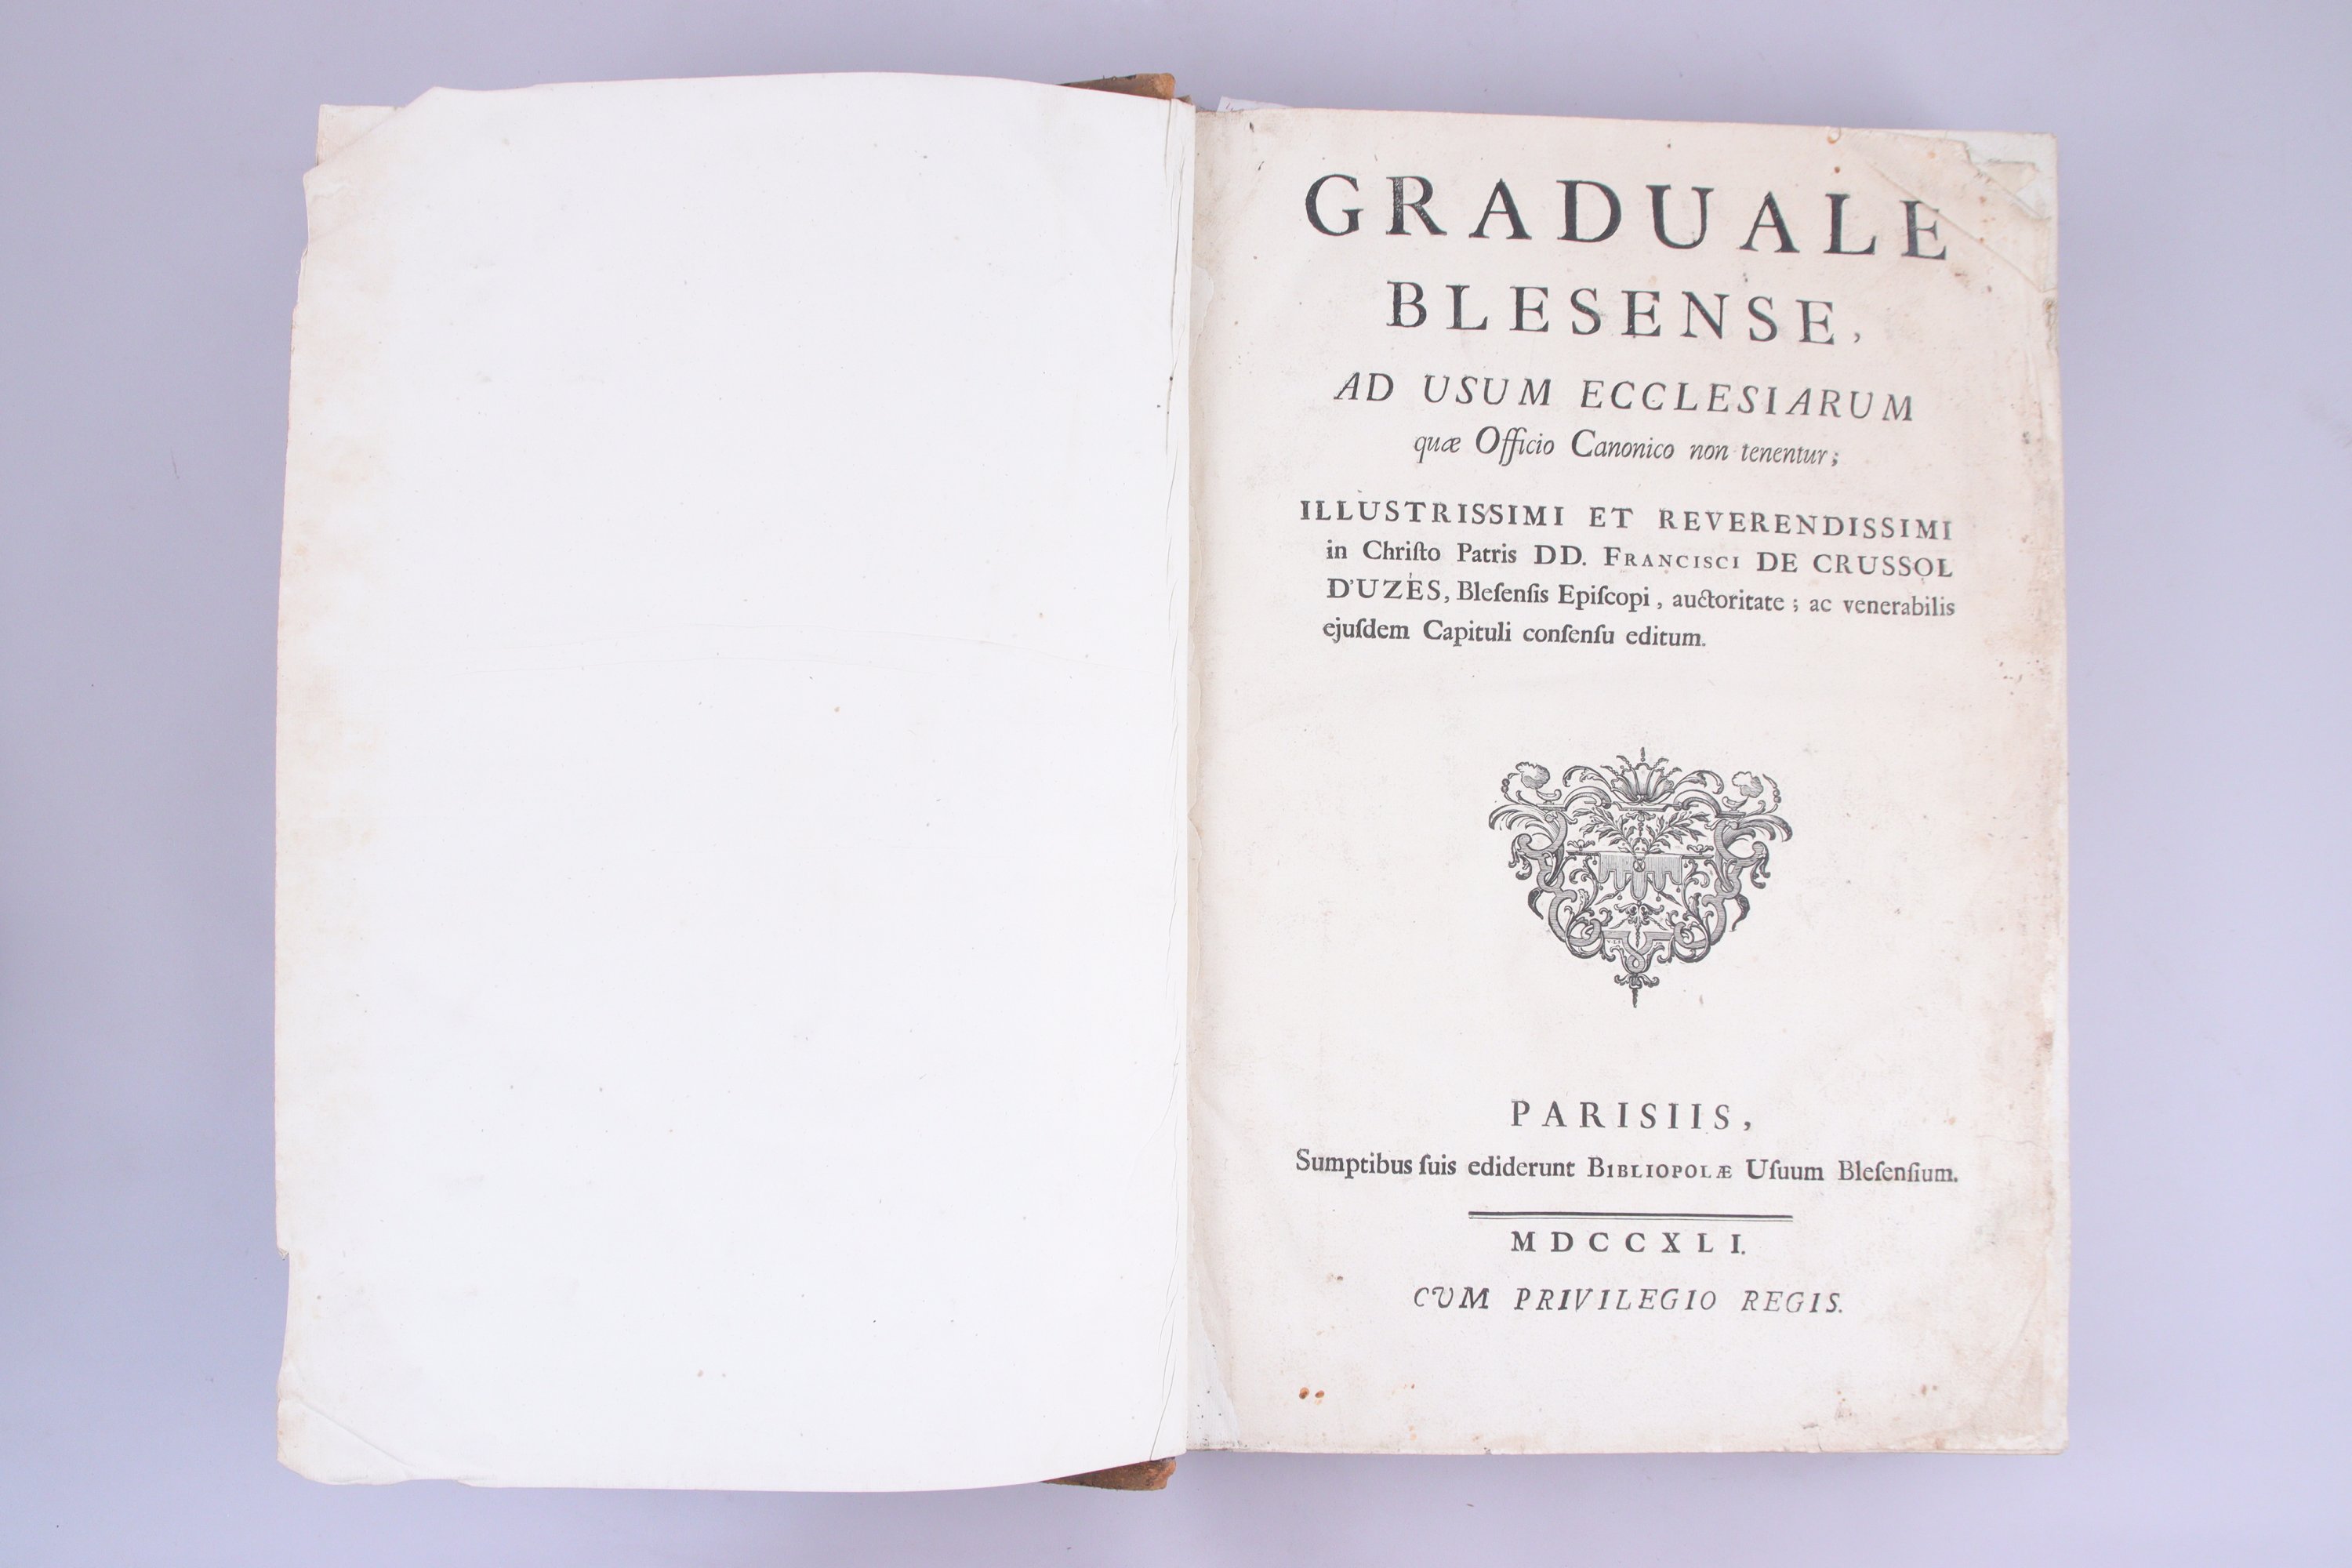 GRADUALE
BLESENSE,
AD USUM ECCLESIARUM
quæ Officio Canonico non tenentur;
ILLUSTRISSIMI ET REVERENDISSIMI
in Chriſto Patris DD. FRANCISCI DE CRUSSOL
D'UZÈS, Bleſenſis Epiſcopi, auctoritate; ac venerabilis
ejuſdem Capituli conſenſu editum.
PARISIIS,
Sumptibus ſuis ediderunt BIBLIOPOLÆ Uſuum Bleſenſium.
MDCCXLI.
CVM PRIVILEGIO REGIS.